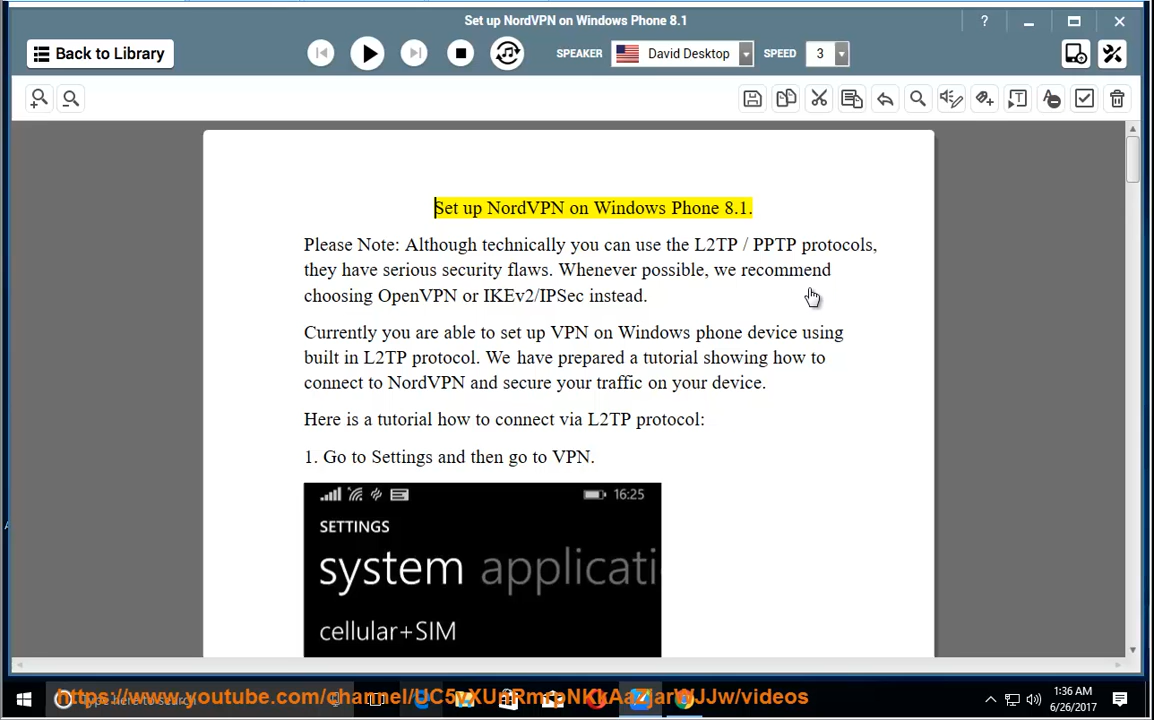 Set up NordVPN on Windows Phone 8.1
Back to Library
SPEAKER
David Desktop
SPEED
3
Set up NordVPN on Windows Phone 8.1.
Please Note: Although technically you can use the L2TP / PPTP protocols,
they have serious security flaws. Whenever possible, we recommend
choosing OpenVPN or IKEv2/IPSec instead.
Currently you are able to set up VPN on Windows phone device using
built in L2TP protocol. We have prepared a tutorial showing how to
connect to NordVPN and secure your traffic on your device.
Here is a tutorial how to connect via L2TP protocol:
1. Go to Settings and then go to VPN.
16:25
SETTINGS
system applicati
cellular+SIM
1:36 AM
6/26/2017